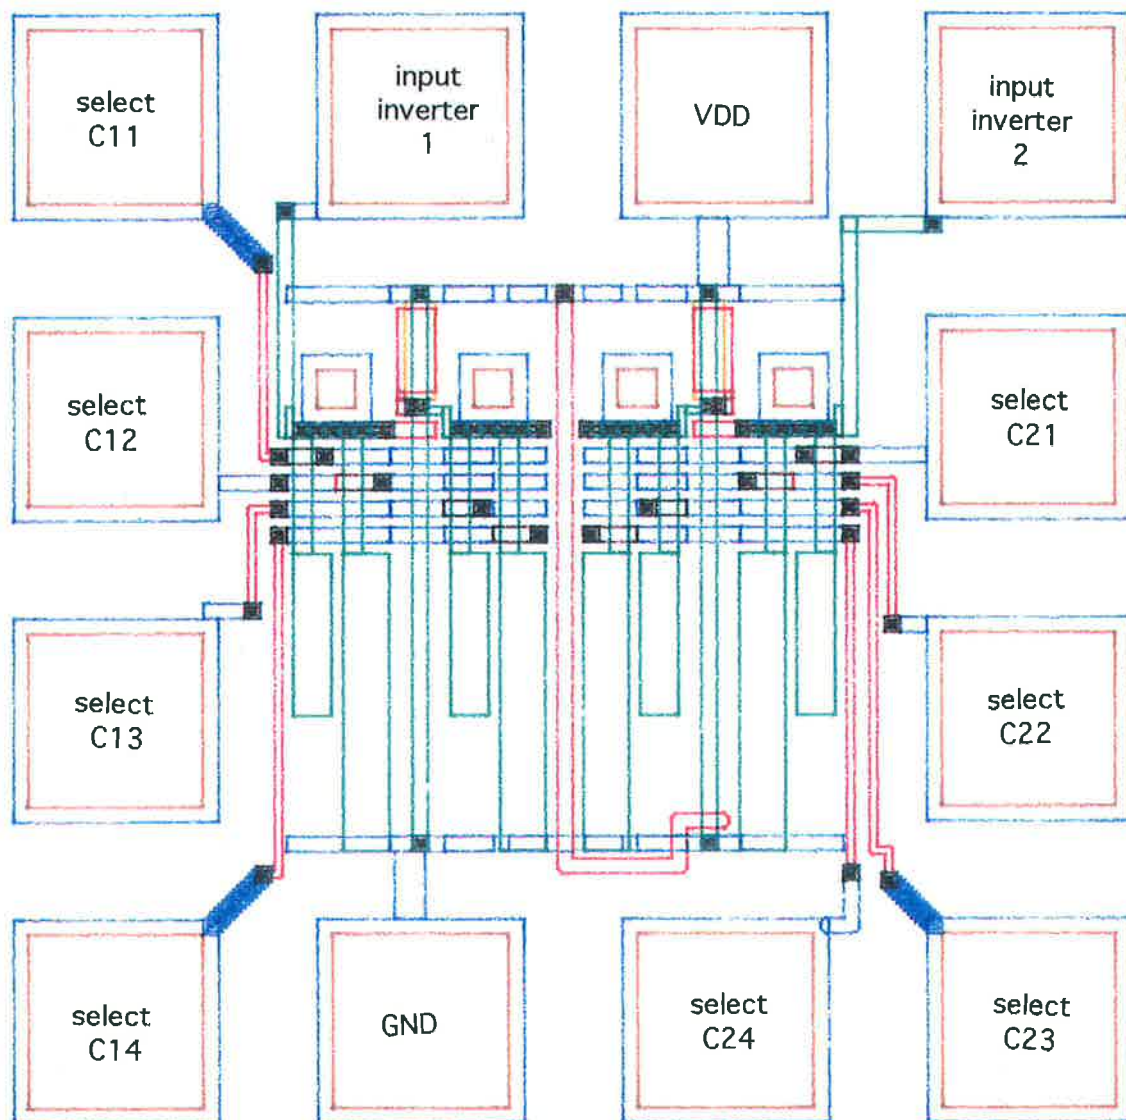 select
C11
input
inverter
1
VDD
input
inverter
2
select
C12
select
C21
select
C13
select
C22
select
C14
GND
select
C24
select
C23